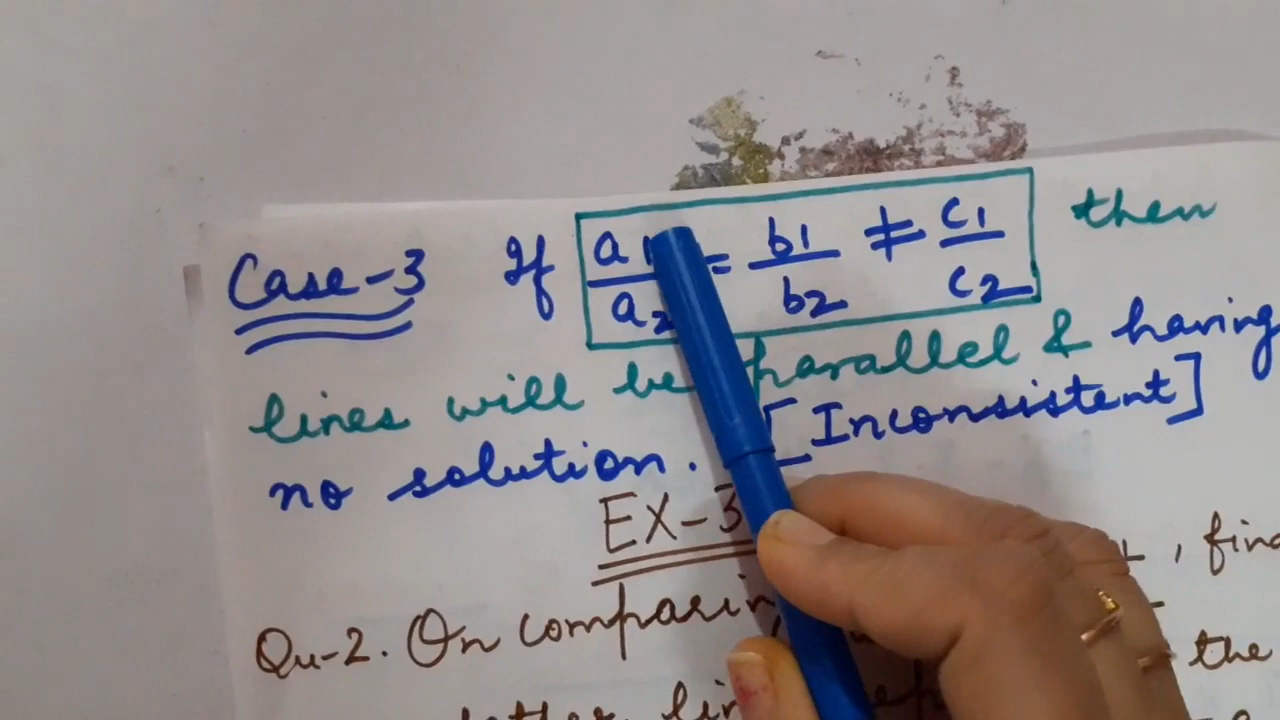 Case-3 If a1/a2 = b1/b2 ≠ c1/c2 then
lines will be parallel & having
no solution. [Inconsistent]
EX-3
Qu-2. On comparin , find
the